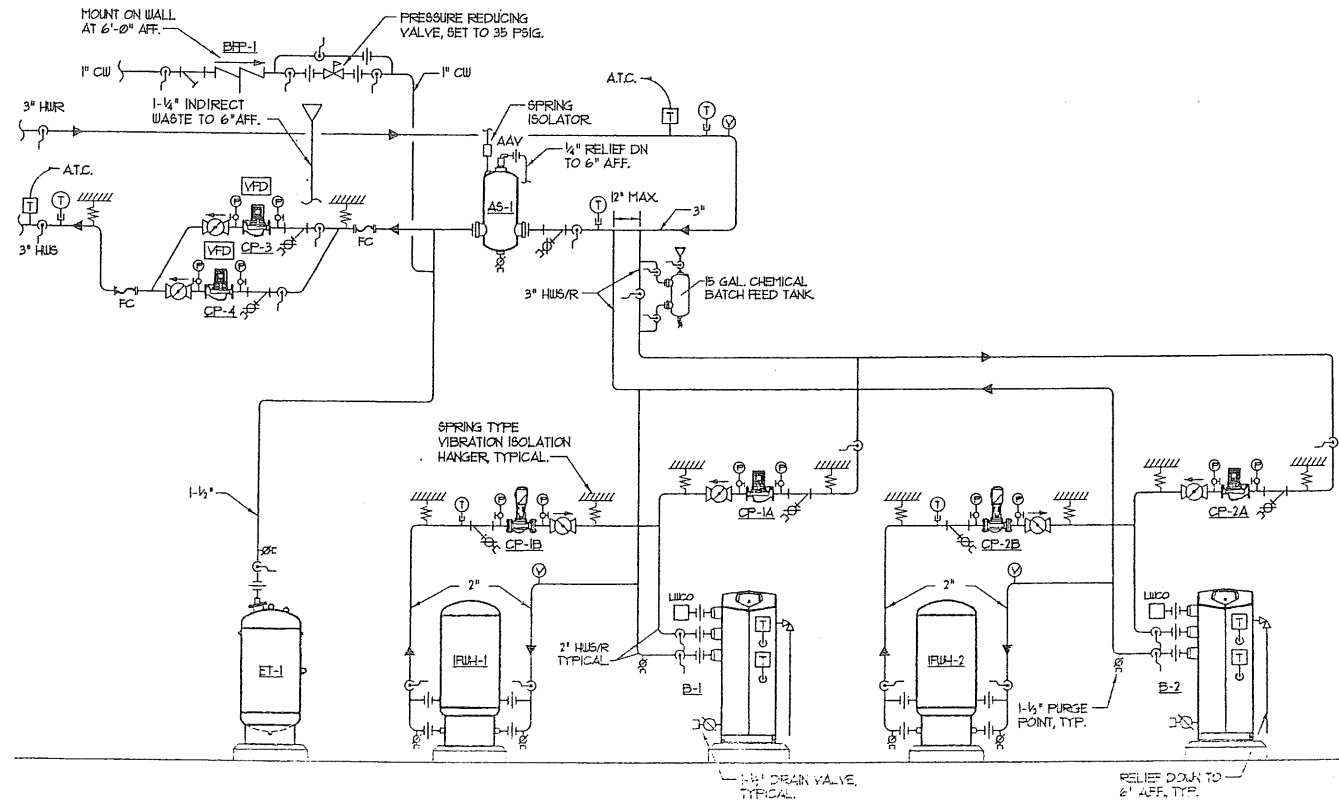 MOUNT ON WALL
AT 6'-0" AFF.
BFP-1
PRESSURE REDUCING
VALVE, SET TO 35 PSIG.
1" CW
1" CW
3" HWR
1-1/4" INDIRECT
WASTE TO 6" AFF.
SPRING
ISOLATOR
A.T.C.
T
T
V
AAV
1/4" RELIEF DN
TO 6" AFF.
A.T.C.
T
T
VFD
P
P
CP-3
3" HWS
VFD
P
P
CP-4
FC
FC
AS-1
T
12" MAX.
3"
3" HWS/R
15 GAL. CHEMICAL
BATCH FEED TANK.
SPRING TYPE
VIBRATION ISOLATION
HANGER, TYPICAL.
1-1/2"
T
P
P
CP-1B
P
P
CP-1A
T
P
P
CP-2B
P
P
CP-2A
V
V
2"
2"
LWCO
LWCO
T
T
T
T
2" HWS/R
TYPICAL
ET-1
IFWH-1
B-1
IFWH-2
B-2
1-1/2" PURGE
POINT, TYP.
DRAIN VALVE,
TYPICAL.
RELIEF DOWN TO
6" AFF, TYP.